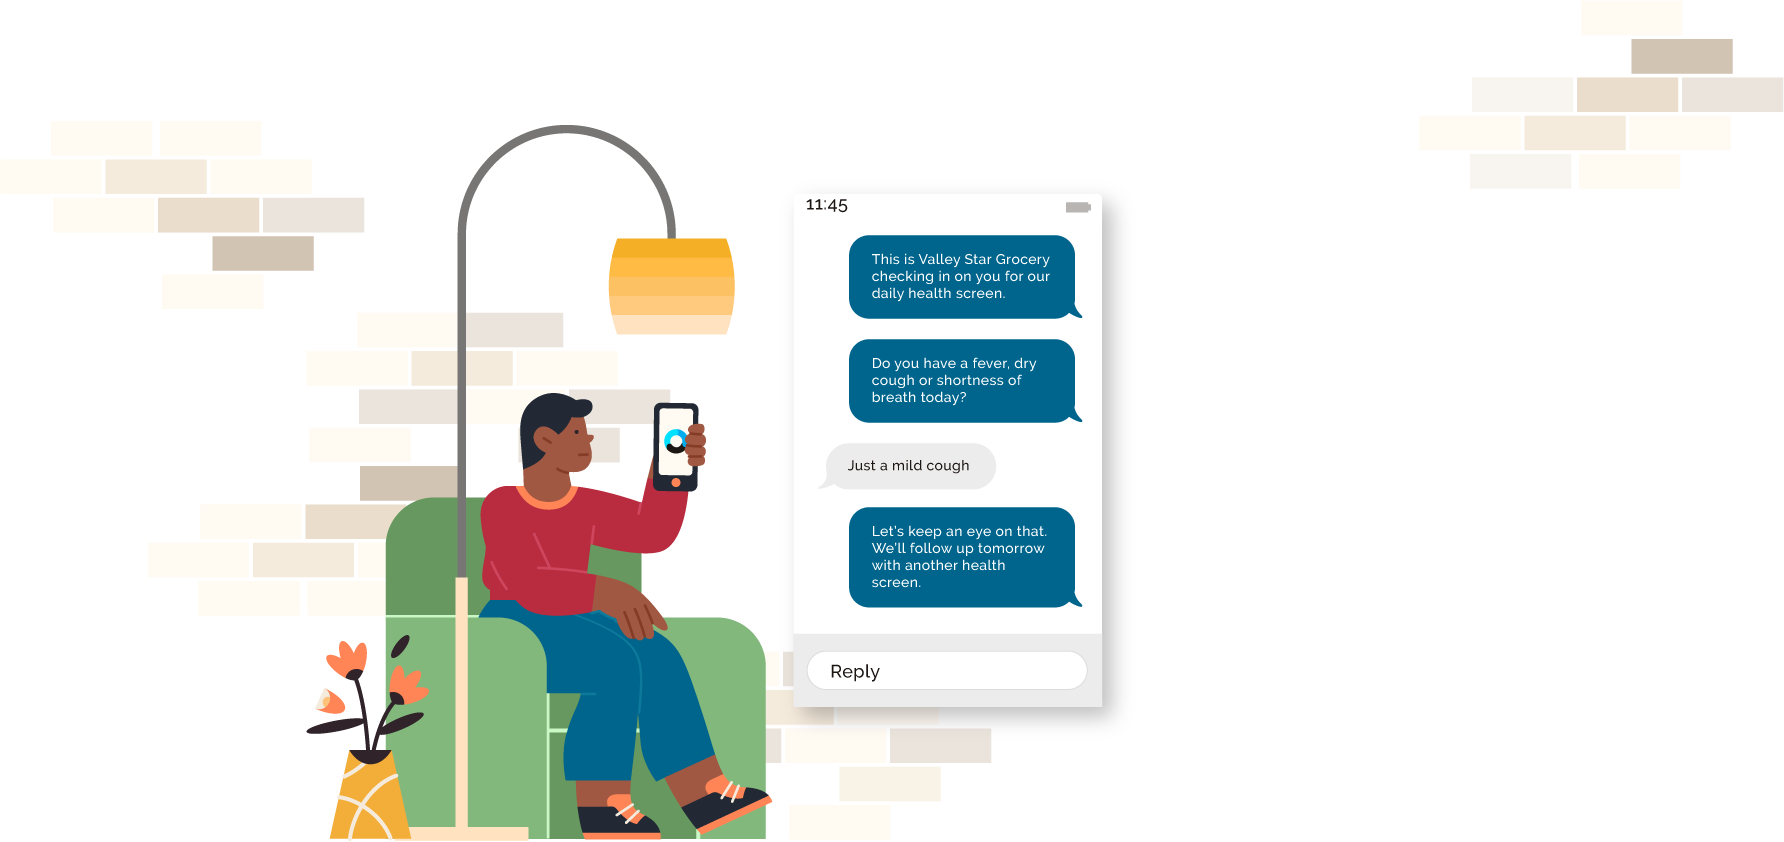 11:45
This is Valley Star Grocery
checking in on you for our
daily health screen.
Do you have a fever, dry
cough or shortness of
breath today?
Just a mild cough
Let's keep an eye on that.
We'll follow up tomorrow
with another health
screen.
Reply